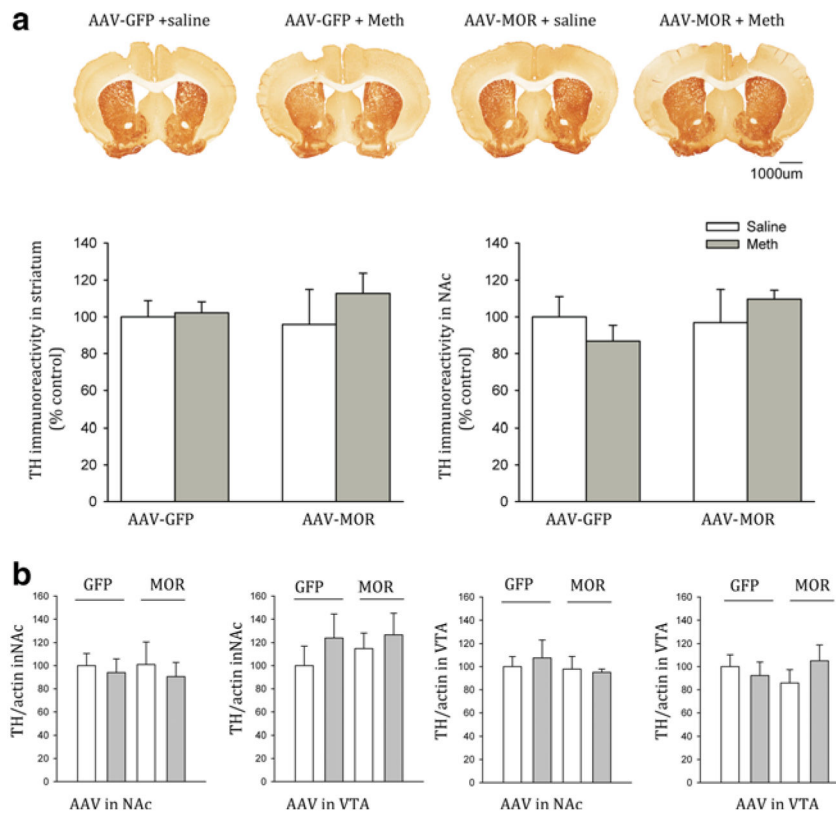 a
AAV-GFP +saline
AAV-GFP + Meth
AAV-MOR + saline
AAV-MOR + Meth
1000um
TH immunoreactivity in striatum
(% control)
140
120
100
80
60
40
20
0
AAV-GFP
AAV-MOR
TH immunoreactivity in NAc
(% control)
140
120
100
80
60
40
20
0
AAV-GFP
AAV-MOR
Saline
Meth
b
TH/actin inNAc
160
140
120
100
80
60
40
20
0
GFP
MOR
AAV in NAc
TH/actin inNAc
160
140
120
100
80
60
40
20
0
GFP
MOR
AAV in VTA
TH/actin in VTA
160
140
120
100
80
60
40
20
0
GFP
MOR
AAV in NAc
TH/actin in VTA
160
140
120
100
80
60
40
20
0
GFP
MOR
AAV in VTA